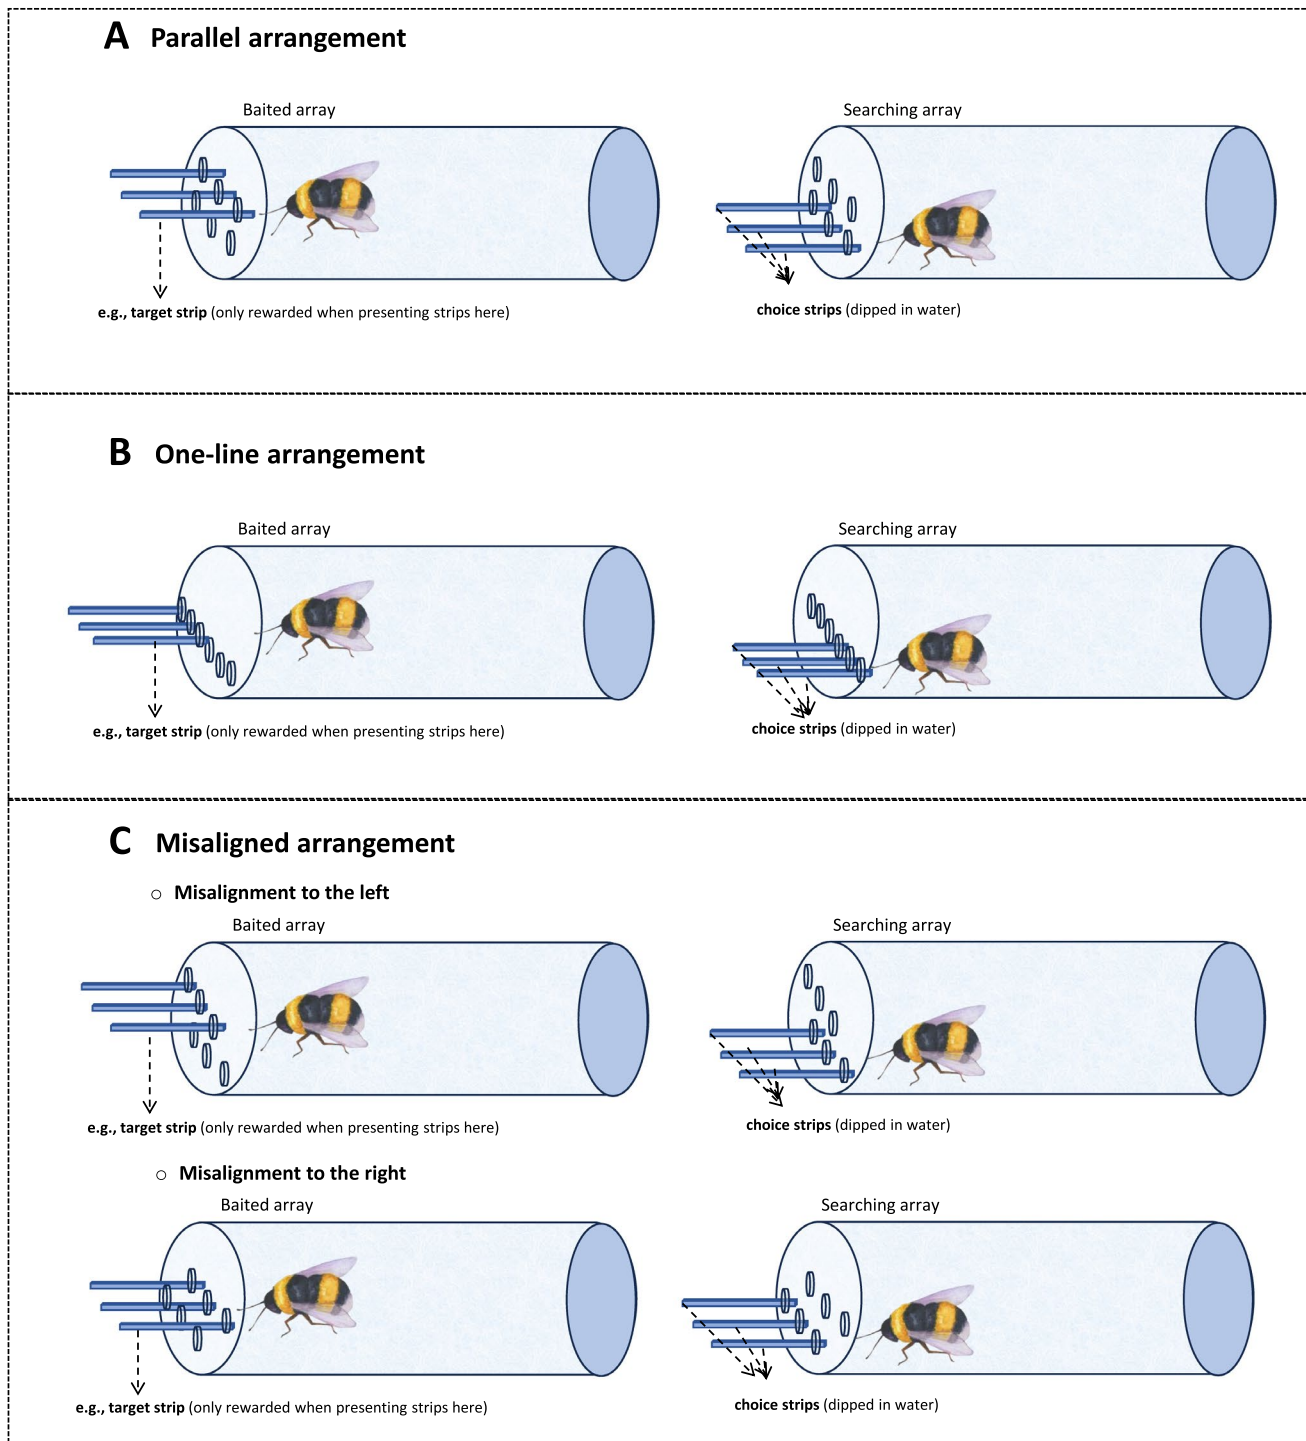 A Parallel arrangement
Baited array
Searching array
e.g., target strip (only rewarded when presenting strips here)
choice strips (dipped in water)
B One-line arrangement
Baited array
Searching array
e.g., target strip (only rewarded when presenting strips here)
choice strips (dipped in water)
C Misaligned arrangement
○ Misalignment to the left
Baited array
Searching array
e.g., target strip (only rewarded when presenting strips here)
choice strips (dipped in water)
○ Misalignment to the right
Baited array
Searching array
e.g., target strip (only rewarded when presenting strips here)
choice strips (dipped in water)